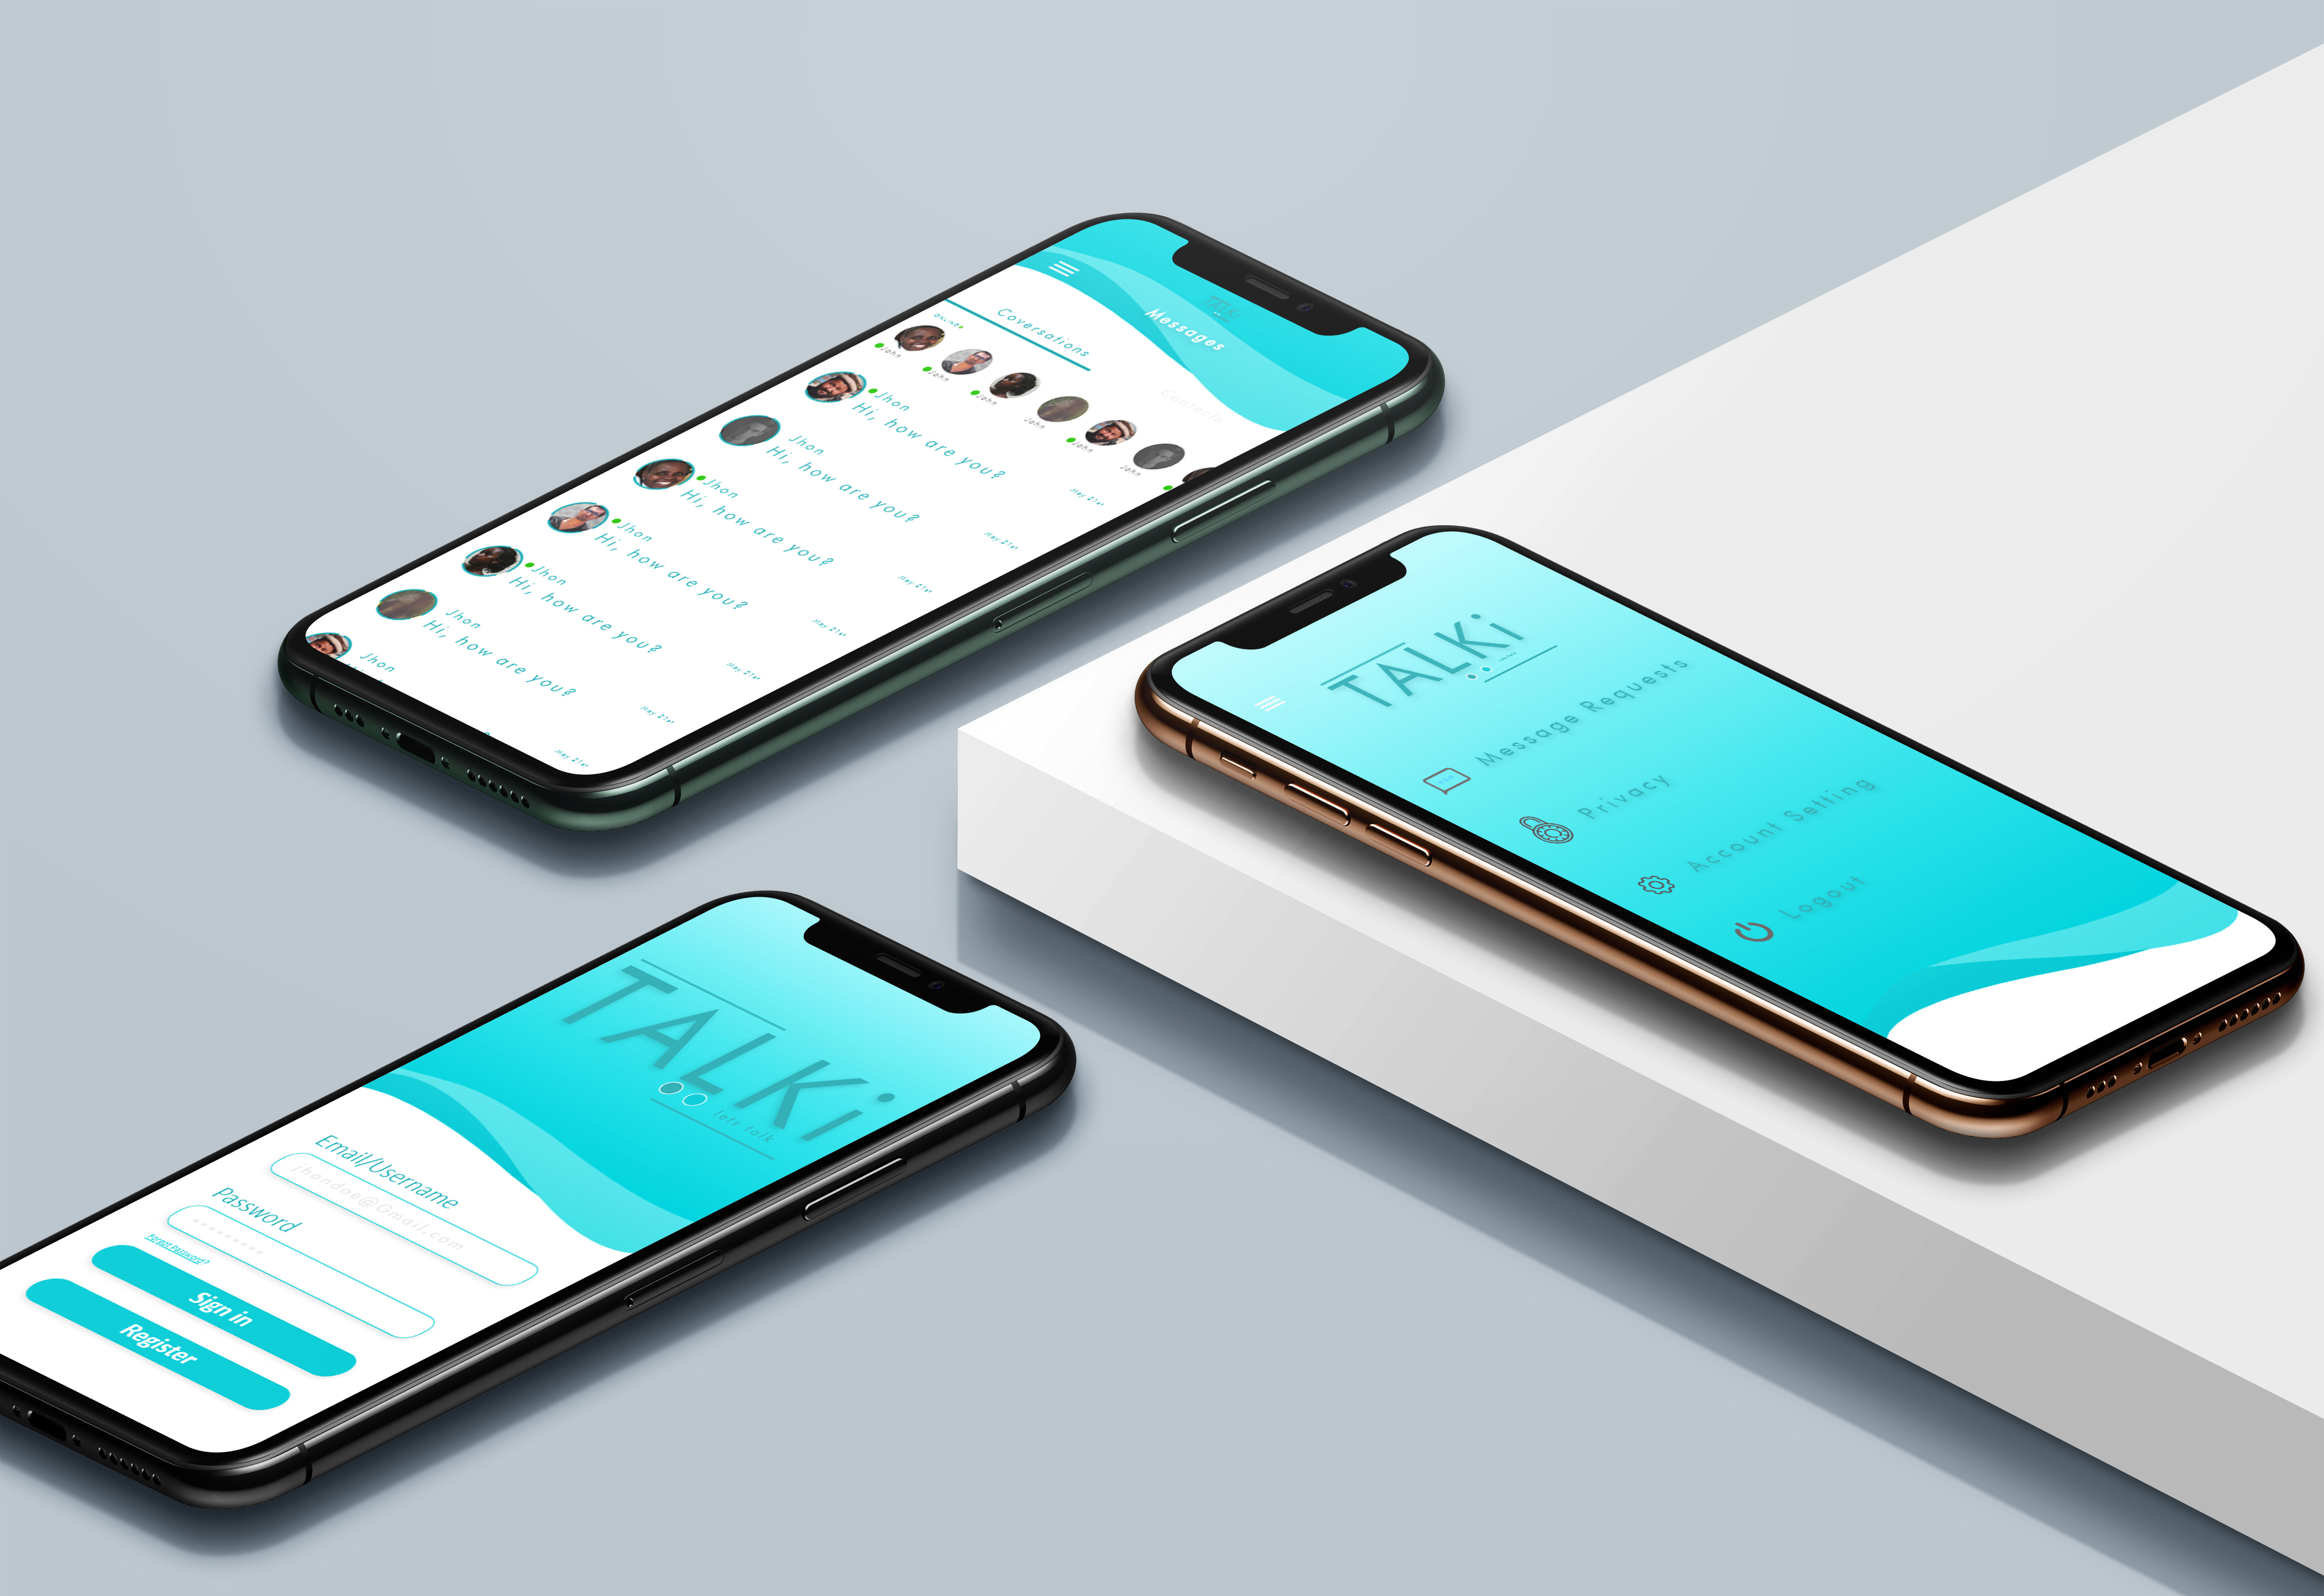 TALKi
Messages
Coversations
Contacts
ONLINE
John
John
John
John
John
John
Jhon
Hi, how are you?
May 21st
Jhon
Hi, how are you?
May 21st
Jhon
Hi, how are you?
May 21st
Jhon
Hi, how are you?
May 21st
Jhon
Hi, how are you?
May 21st
Jhon
Hi, how are you?
May 21st
Jhon
May 21st
TALKi
Message Requests
Privacy
Account Setting
Logout
TALKi
lets talk
Email/Username
jhondoe@Gmail.com
Password
Forgot Password?
Sign in
Register